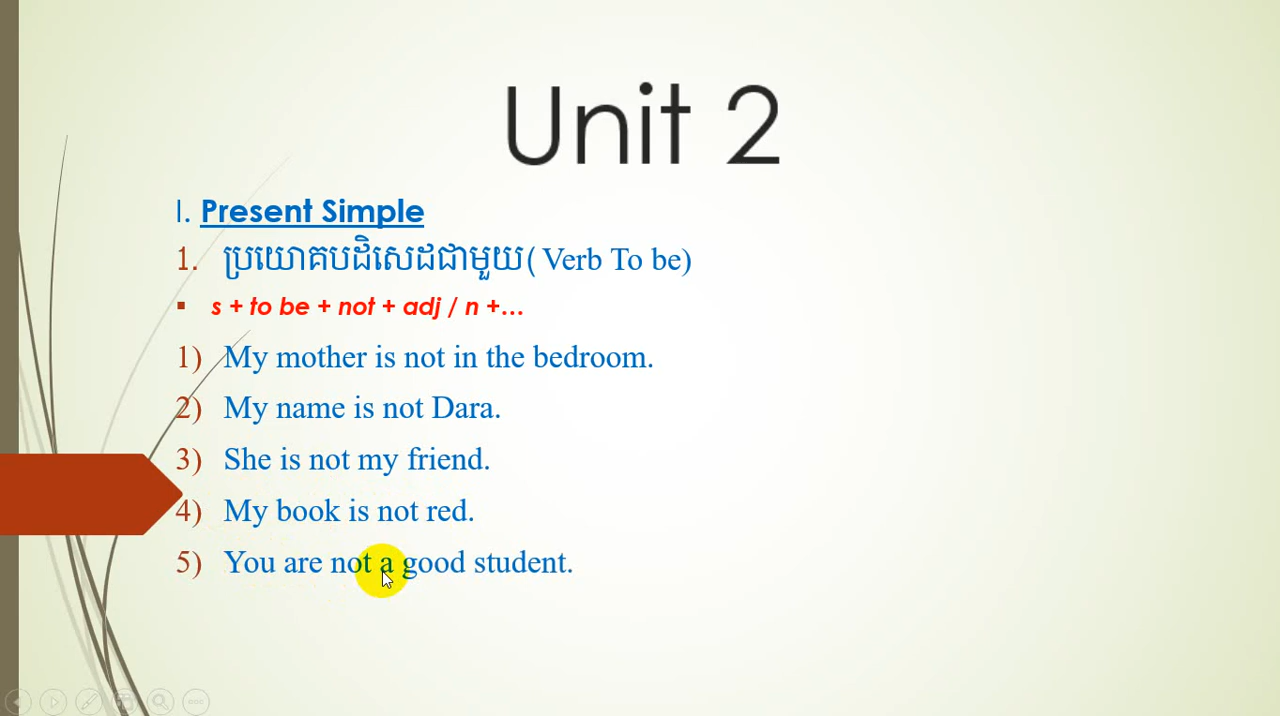 Unit 2
I. Present Simple
1. ប្រយោគបដិសេដជាមួយ( Verb To be)
▪ s + to be + not + adj / n +…
1) My mother is not in the bedroom.
2) My name is not Dara.
3) She is not my friend.
4) My book is not red.
5) You are not a good student.